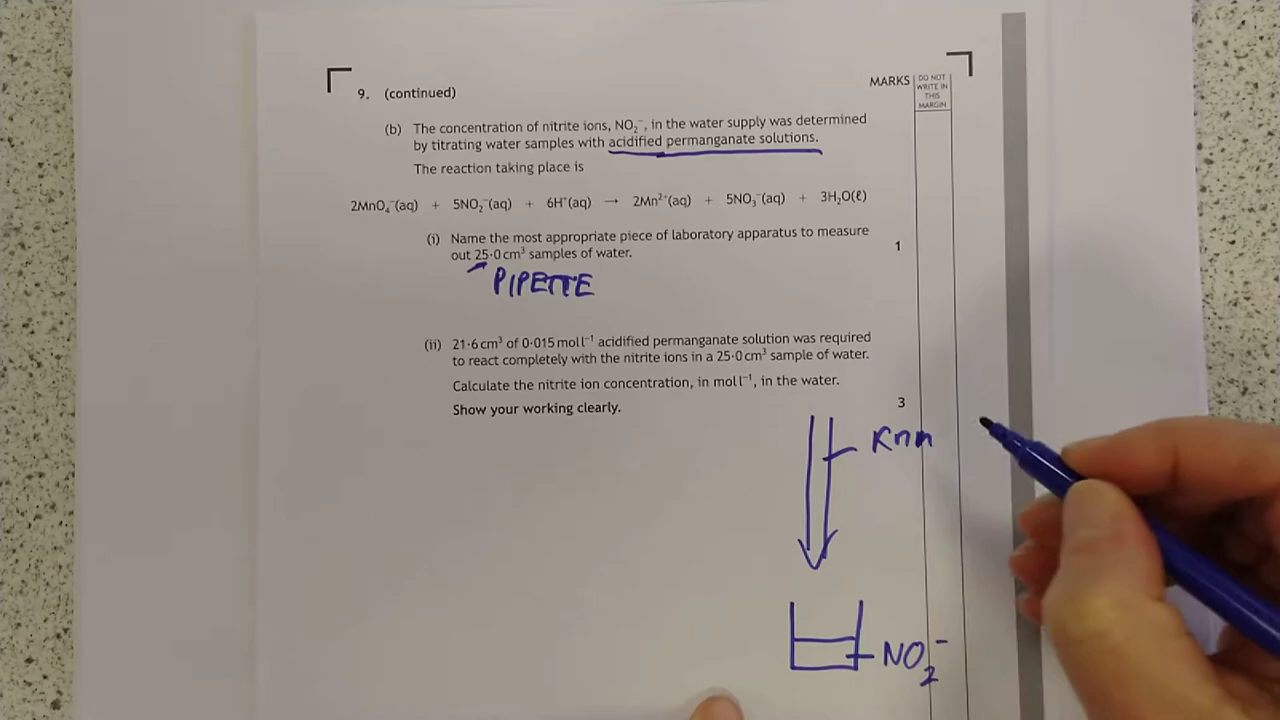 MARKS
DO NOT
WRITE IN
THIS
MARGIN
9. (continued)
(b) The concentration of nitrite ions, NO₂⁻, in the water supply was determined
by titrating water samples with acidified permanganate solutions.
The reaction taking place is
2MnO₄⁻(aq) + 5NO₂⁻(aq) + 6H⁺(aq) → 2Mn²⁺(aq) + 5NO₃⁻(aq) + 3H₂O(ℓ)
(i) Name the most appropriate piece of laboratory apparatus to measure
out 25·0 cm³ samples of water. 1
PIPETTE
(ii) 21·6 cm³ of 0·015 mol l⁻¹ acidified permanganate solution was required
to react completely with the nitrite ions in a 25·0 cm³ sample of water.
Calculate the nitrite ion concentration, in mol l⁻¹, in the water.
Show your working clearly. 3
NO₂⁻